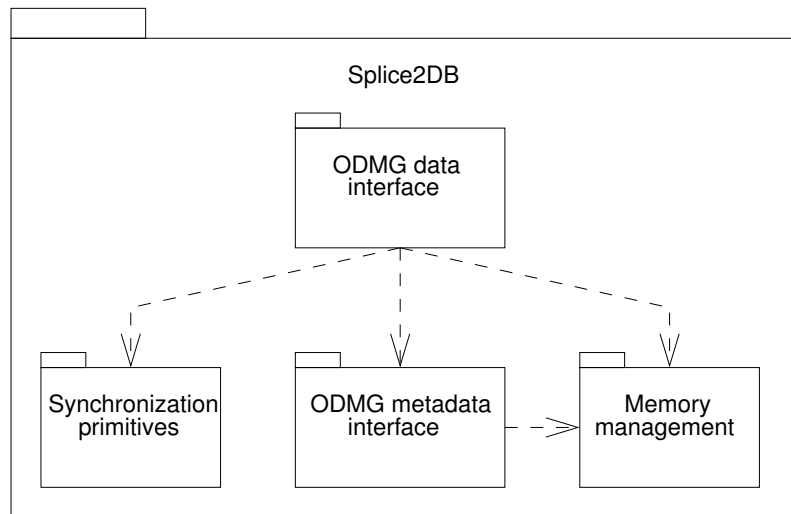 Splice2DB
ODMG data
interface
Synchronization
primitives
ODMG metadata
interface
Memory
management